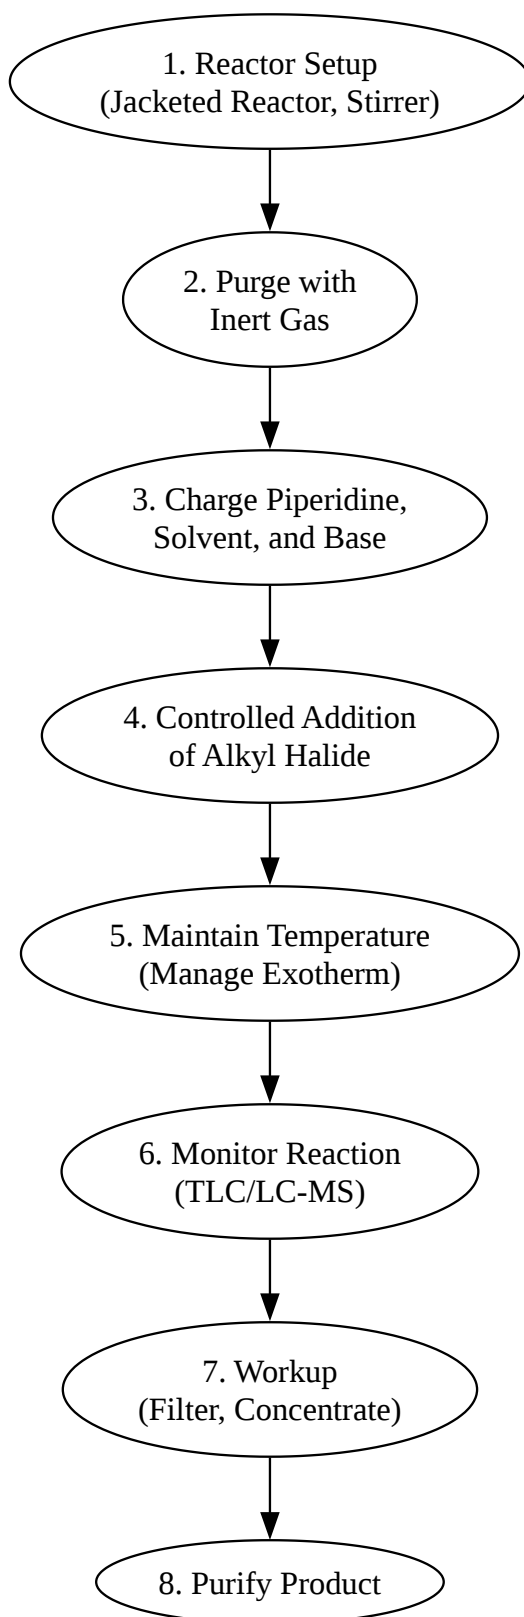 1. Reactor Setup
(Jacketed Reactor, Stirrer)
2. Purge with
Inert Gas
3. Charge Piperidine,
Solvent, and Base
4. Controlled Addition
of Alkyl Halide
5. Maintain Temperature
(Manage Exotherm)
6. Monitor Reaction
(TLC/LC-MS)
7. Workup
(Filter, Concentrate)
8. Purify Product